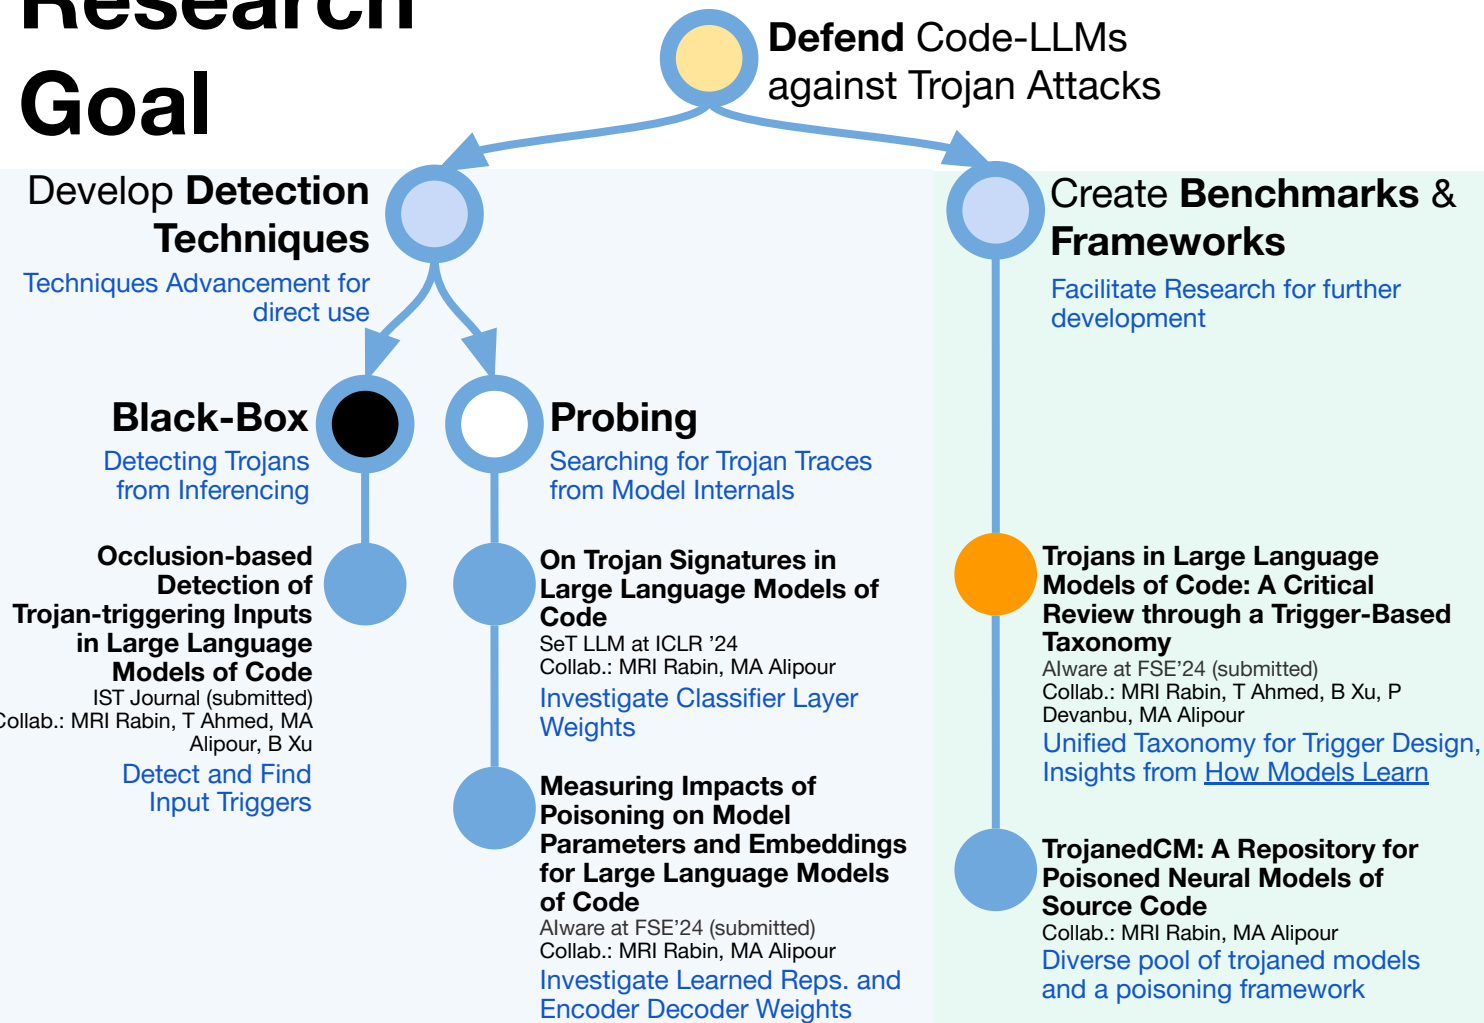 Research
Goal
Defend Code-LLMs
against Trojan Attacks
Develop Detection
Techniques
Techniques Advancement for
direct use
Create Benchmarks &
Frameworks
Facilitate Research for further
development
Black-Box
Detecting Trojans
from Inferencing
Probing
Searching for Trojan Traces
from Model Internals
Occlusion-based
Detection of
Trojan-triggering Inputs
in Large Language
Models of Code
IST Journal (submitted)
Collab.: MRI Rabin, T Ahmed, MA
Alipour, B Xu
Detect and Find
Input Triggers
On Trojan Signatures in
Large Language Models of
Code
SeT LLM at ICLR ’24
Collab.: MRI Rabin, MA Alipour
Investigate Classifier Layer
Weights
Measuring Impacts of
Poisoning on Model
Parameters and Embeddings
for Large Language Models
of Code
AIware at FSE’24 (submitted)
Collab.: MRI Rabin, MA Alipour
Investigate Learned Reps. and
Encoder Decoder Weights
Trojans in Large Language
Models of Code: A Critical
Review through a Trigger-Based
Taxonomy
AIware at FSE’24 (submitted)
Collab.: MRI Rabin, T Ahmed, B Xu, P
Devanbu, MA Alipour
Unified Taxonomy for Trigger Design,
Insights from How Models Learn
TrojanedCM: A Repository for
Poisoned Neural Models of
Source Code
Collab.: MRI Rabin, MA Alipour
Diverse pool of trojaned models
and a poisoning framework